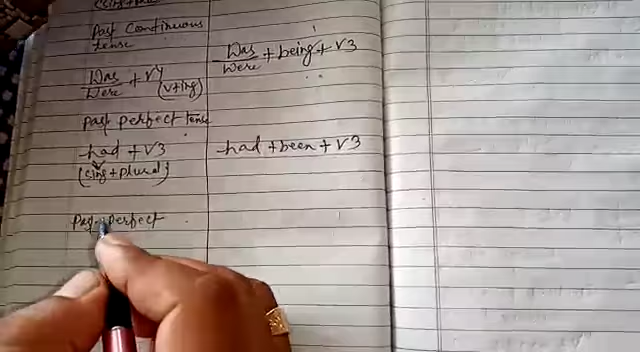 Past Continuous
tense
Was
Were + V4
(V+ing)
Was
Were + being + V3
Past perfect tense
had + V3
(sing + plural)
had + been + V3
Past perfect